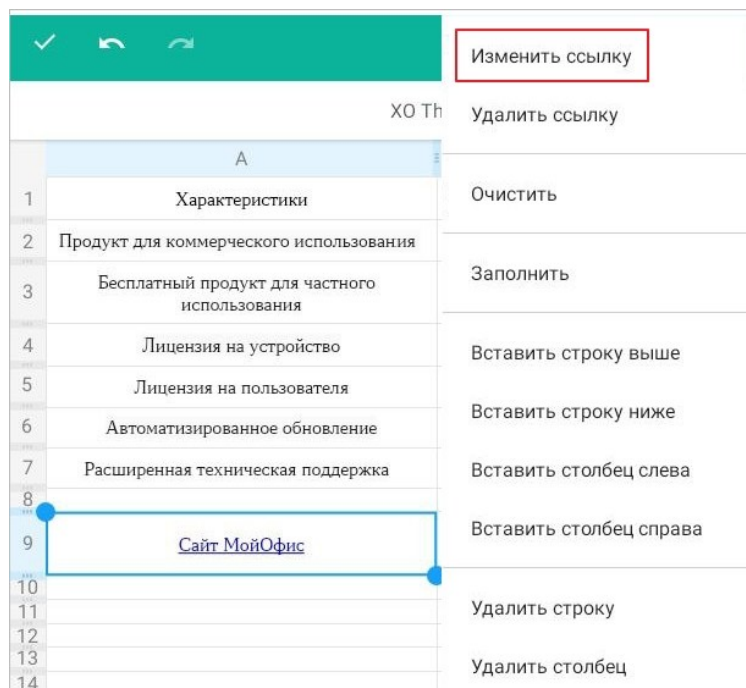 Изменить ссылку
XO Th
Удалить ссылку
A
1 Характеристики
Очистить
2 Продукт для коммерческого использования
3 Бесплатный продукт для частного
использования
Заполнить
4 Лицензия на устройство
Вставить строку выше
5 Лицензия на пользователя
Вставить строку ниже
6 Автоматизированное обновление
7 Расширенная техническая поддержка
Вставить столбец слева
8
Вставить столбец справа
9 Сайт МойОфис
10
11
Удалить строку
12
13
Удалить столбец
14